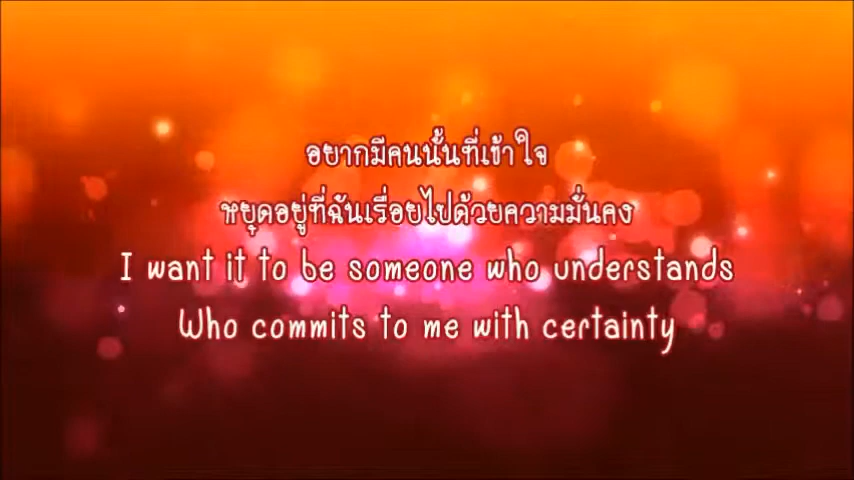 อยากมีคนนั้นที่เข้าใจ
หยุดอยู่ที่ฉันเรื่อยไปด้วยความมั่นคง
I want it to be someone who understands
Who commits to me with certainty